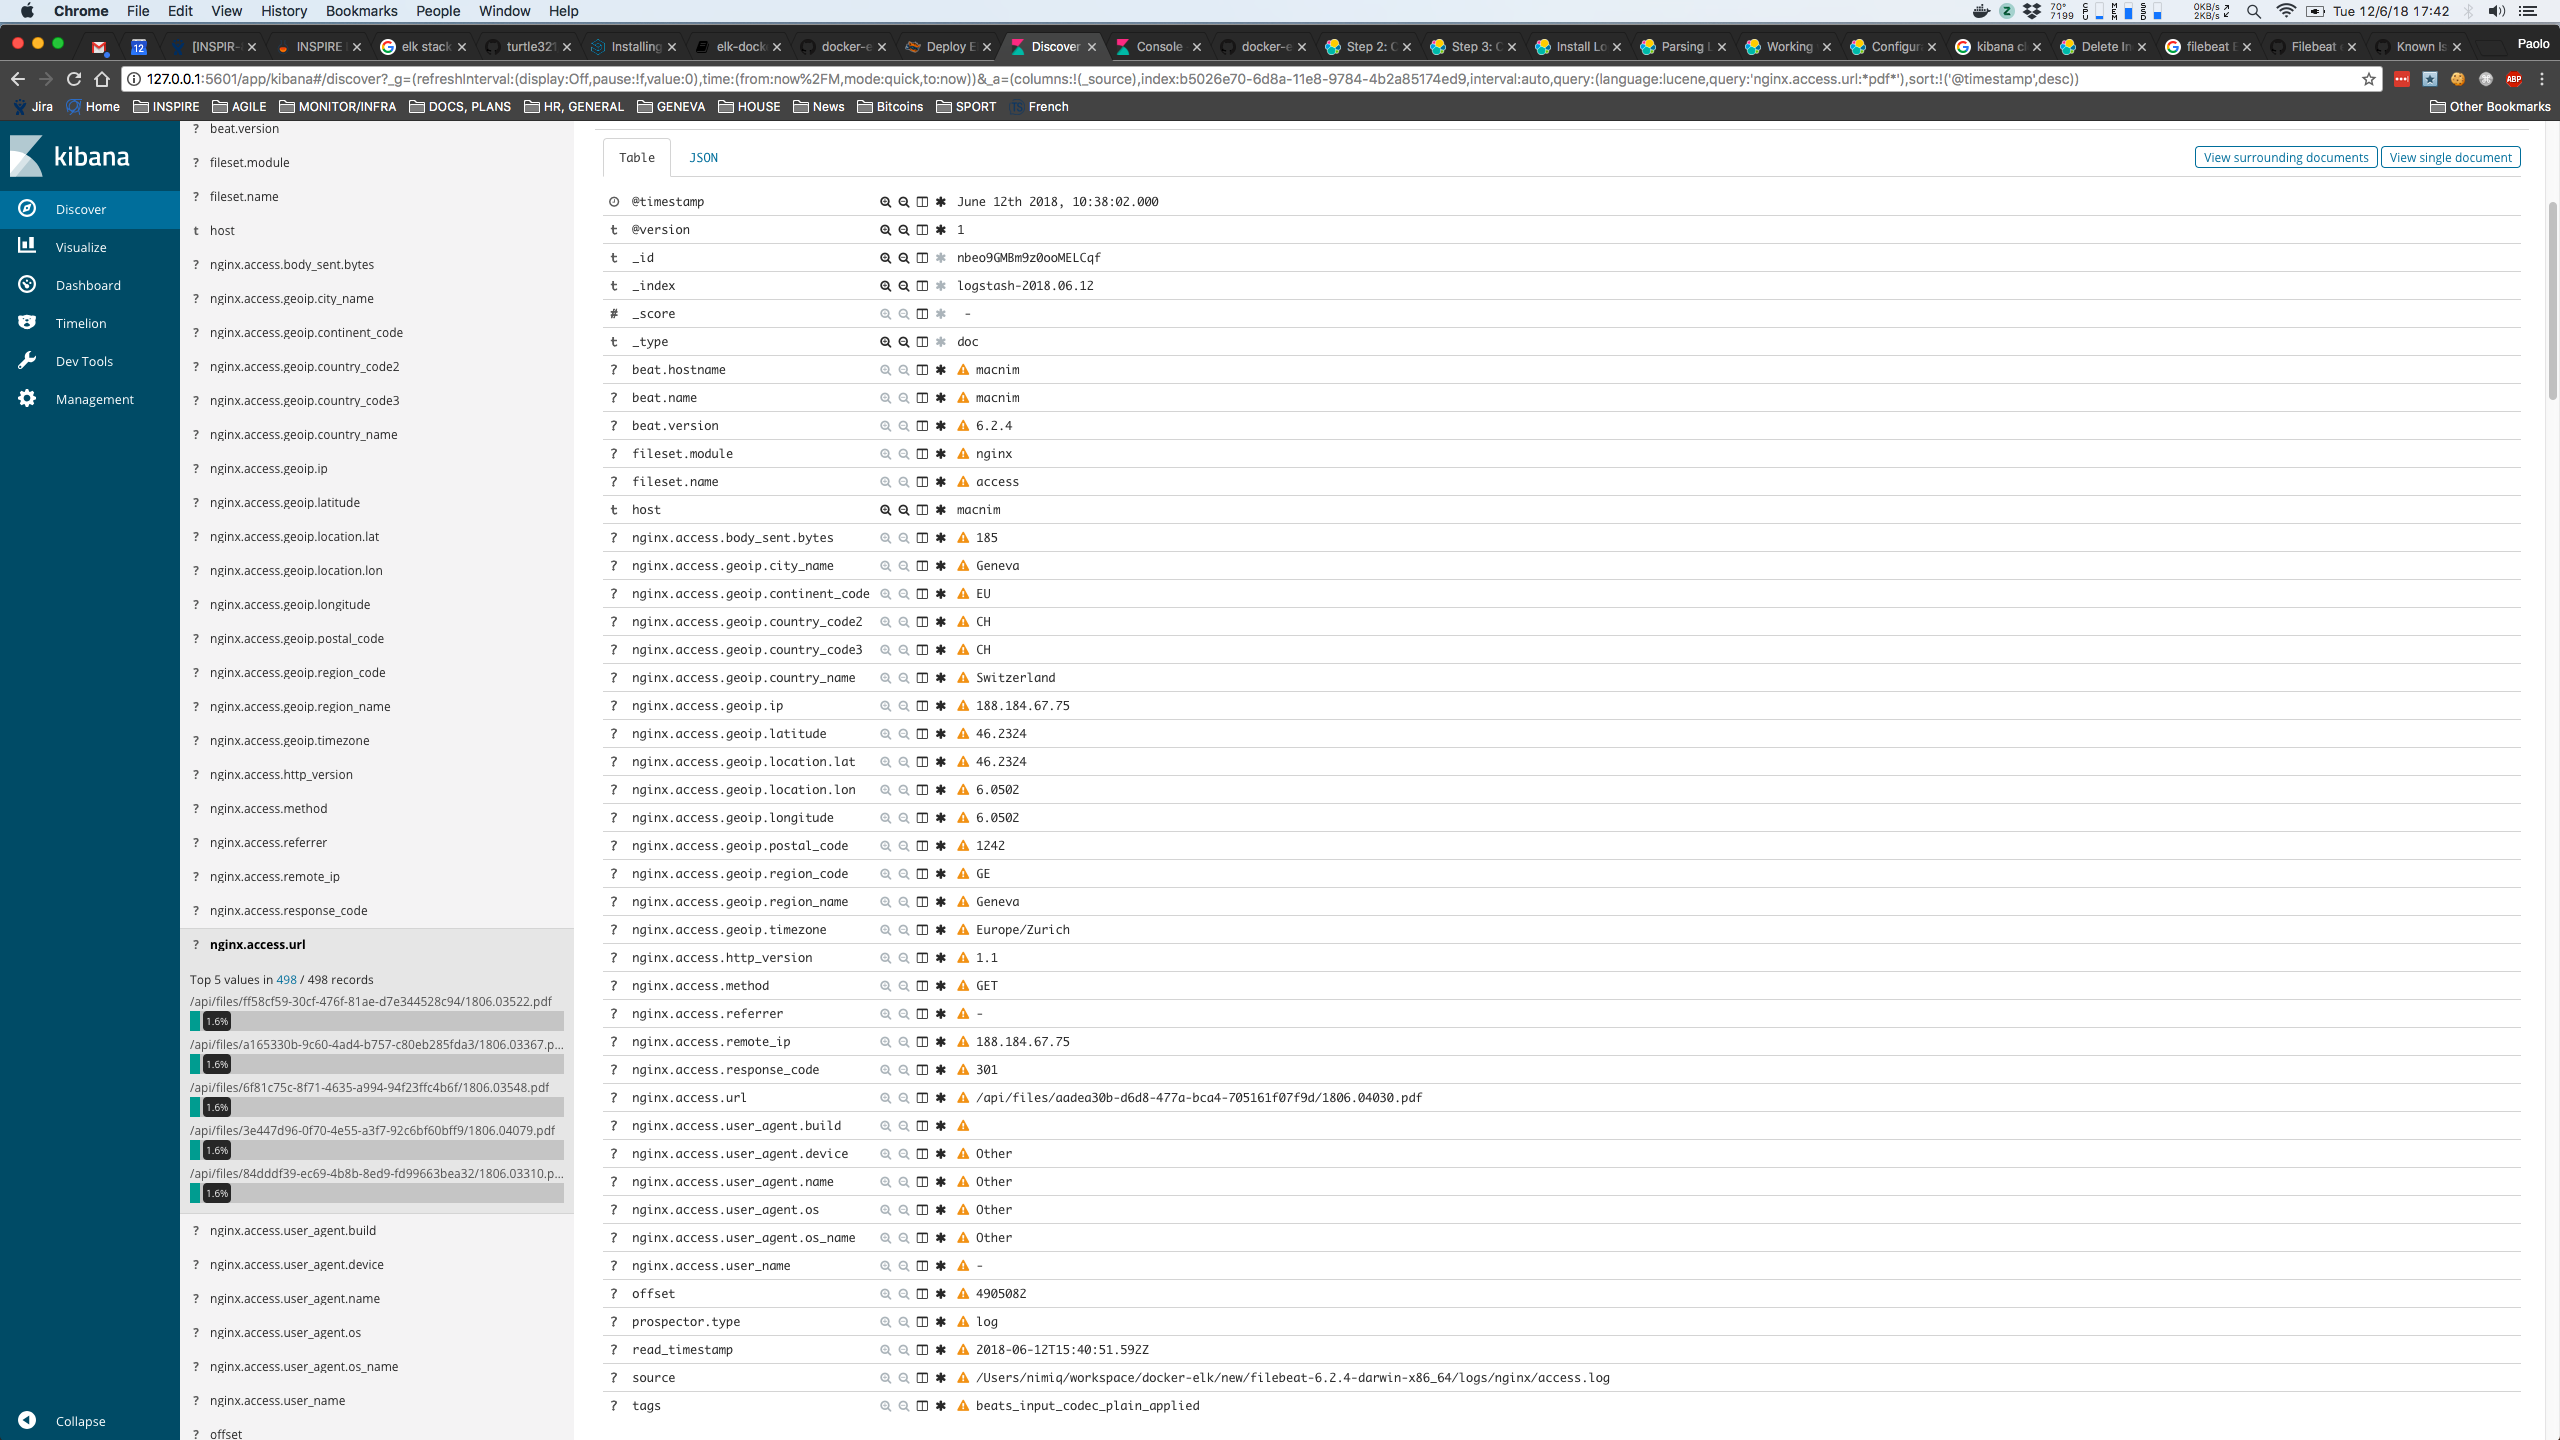 Chrome File Edit View History Bookmarks People Window Help 70° 7199 0KB/s 2KB/s Tue 12/6/18 17:42
12 [INSPIR- INSPIRE elk stack turtle321 Installing elk-dock docker-e Deploy E Discover Console docker-e Step 2: C Step 3: C Install Lo Parsing L Working Configura kibana cl Delete In filebeat E Filebeat Known Is Paolo
127.0.0.1:5601/app/kibana#/discover?_g=(refreshInterval:(display:Off,pause:!f,value:0),time:(from:now%2FM,mode:quick,to:now))&_a=(columns:!(_source),index:b5026e70-6d8a-11e8-9784-4b2a85174ed9,interval:auto,query:(language:lucene,query:'nginx.access.url:*pdf*'),sort:!('@timestamp',desc)) ABP
Jira Home INSPIRE AGILE MONITOR/INFRA DOCS, PLANS HR, GENERAL GENEVA HOUSE News Bitcoins SPORT French Other Bookmarks
kibana
Discover
Visualize
Dashboard
Timelion
Dev Tools
Management
Collapse
? beat.version
? fileset.module
? fileset.name
t host
? nginx.access.body_sent.bytes
? nginx.access.geoip.city_name
? nginx.access.geoip.continent_code
? nginx.access.geoip.country_code2
? nginx.access.geoip.country_code3
? nginx.access.geoip.country_name
? nginx.access.geoip.ip
? nginx.access.geoip.latitude
? nginx.access.geoip.location.lat
? nginx.access.geoip.location.lon
? nginx.access.geoip.longitude
? nginx.access.geoip.postal_code
? nginx.access.geoip.region_code
? nginx.access.geoip.region_name
? nginx.access.geoip.timezone
? nginx.access.http_version
? nginx.access.method
? nginx.access.referrer
? nginx.access.remote_ip
? nginx.access.response_code
? nginx.access.url
Top 5 values in 498 / 498 records
/api/files/ff58cf59-30cf-476f-81ae-d7e344528c94/1806.03522.pdf
1.6%
/api/files/a165330b-9c60-4ad4-b757-c80eb285fda3/1806.03367.p...
1.6%
/api/files/6f81c75c-8f71-4635-a994-94f23ffc4b6f/1806.03548.pdf
1.6%
/api/files/3e447d96-0f70-4e55-a3f7-92c6bf60bff9/1806.04079.pdf
1.6%
/api/files/84dddf39-ec69-4b8b-8ed9-fd99663bea32/1806.03310.p...
1.6%
? nginx.access.user_agent.build
? nginx.access.user_agent.device
? nginx.access.user_agent.name
? nginx.access.user_agent.os
? nginx.access.user_agent.os_name
? nginx.access.user_name
? offset
Table JSON View surrounding documents View single document
@timestamp June 12th 2018, 10:38:02.000
t @version 1
t _id nbeo9GMBm9z0ooMELCqf
t _index logstash-2018.06.12
# _score -
t _type doc
? beat.hostname macnim
? beat.name macnim
? beat.version 6.2.4
? fileset.module nginx
? fileset.name access
t host macnim
? nginx.access.body_sent.bytes 185
? nginx.access.geoip.city_name Geneva
? nginx.access.geoip.continent_code EU
? nginx.access.geoip.country_code2 CH
? nginx.access.geoip.country_code3 CH
? nginx.access.geoip.country_name Switzerland
? nginx.access.geoip.ip 188.184.67.75
? nginx.access.geoip.latitude 46.2324
? nginx.access.geoip.location.lat 46.2324
? nginx.access.geoip.location.lon 6.0502
? nginx.access.geoip.longitude 6.0502
? nginx.access.geoip.postal_code 1242
? nginx.access.geoip.region_code GE
? nginx.access.geoip.region_name Geneva
? nginx.access.geoip.timezone Europe/Zurich
? nginx.access.http_version 1.1
? nginx.access.method GET
? nginx.access.referrer -
? nginx.access.remote_ip 188.184.67.75
? nginx.access.response_code 301
? nginx.access.url /api/files/aadea30b-d6d8-477a-bca4-705161f07f9d/1806.04030.pdf
? nginx.access.user_agent.build
? nginx.access.user_agent.device Other
? nginx.access.user_agent.name Other
? nginx.access.user_agent.os Other
? nginx.access.user_agent.os_name Other
? nginx.access.user_name -
? offset 4905082
? prospector.type log
? read_timestamp 2018-06-12T15:40:51.592Z
? source /Users/nimiq/workspace/docker-elk/new/filebeat-6.2.4-darwin-x86_64/logs/nginx/access.log
? tags beats_input_codec_plain_applied